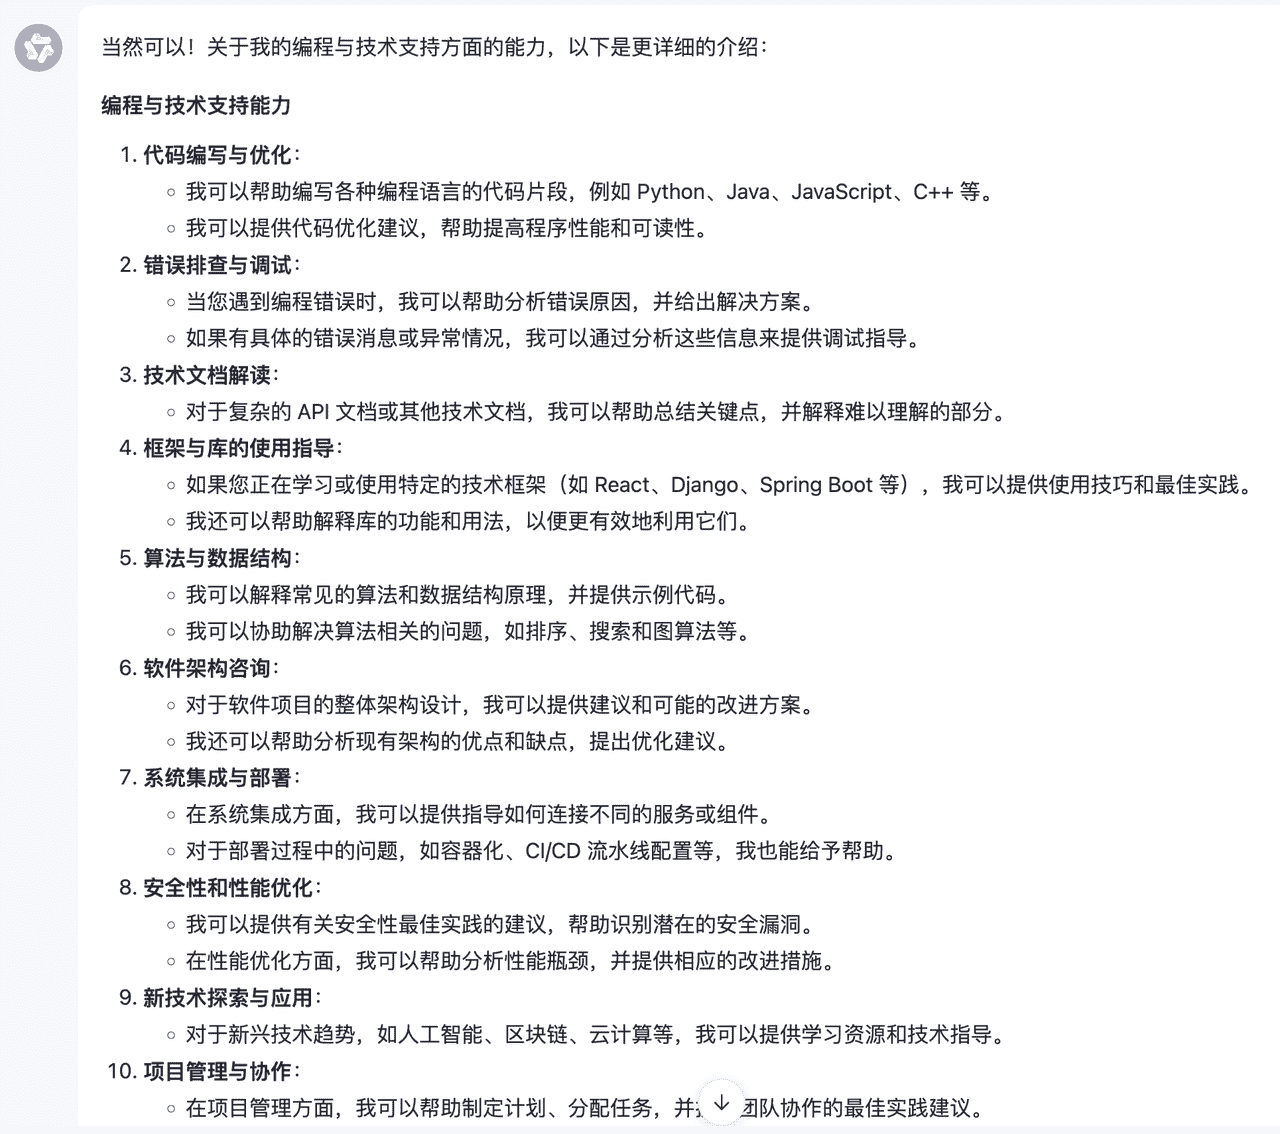 当然可以！关于我的编程与技术支持方面的能力，以下是更详细的介绍：
编程与技术支持能力
1. 代码编写与优化：
○ 我可以帮助编写各种编程语言的代码片段，例如 Python、Java、JavaScript、C++ 等。
○ 我可以提供代码优化建议，帮助提高程序性能和可读性。
2. 错误排查与调试：
○ 当您遇到编程错误时，我可以帮助分析错误原因，并给出解决方案。
○ 如果有具体的错误消息或异常情况，我可以通过分析这些信息来提供调试指导。
3. 技术文档解读：
○ 对于复杂的 API 文档或其他技术文档，我可以帮助总结关键点，并解释难以理解的部分。
4. 框架与库的使用指导：
○ 如果您正在学习或使用特定的技术框架（如 React、Django、Spring Boot 等），我可以提供使用技巧和最佳实践。
○ 我还可以帮助解释库的功能和用法，以便更有效地利用它们。
5. 算法与数据结构：
○ 我可以解释常见的算法和数据结构原理，并提供示例代码。
○ 我可以协助解决算法相关的问题，如排序、搜索和图算法等。
6. 软件架构咨询：
○ 对于软件项目的整体架构设计，我可以提供建议和可能的改进方案。
○ 我还可以帮助分析现有架构的优点和缺点，提出优化建议。
7. 系统集成与部署：
○ 在系统集成方面，我可以提供指导如何连接不同的服务或组件。
○ 对于部署过程中的问题，如容器化、CI/CD 流水线配置等，我也能给予帮助。
8. 安全性和性能优化：
○ 我可以提供有关安全性最佳实践的建议，帮助识别潜在的安全漏洞。
○ 在性能优化方面，我可以帮助分析性能瓶颈，并提供相应的改进措施。
9. 新技术探索与应用：
○ 对于新兴技术趋势，如人工智能、区块链、云计算等，我可以提供学习资源和技术指导。
10. 项目管理与协作：
○ 在项目管理方面，我可以帮助制定计划、分配任务，并 团队协作的最佳实践建议。